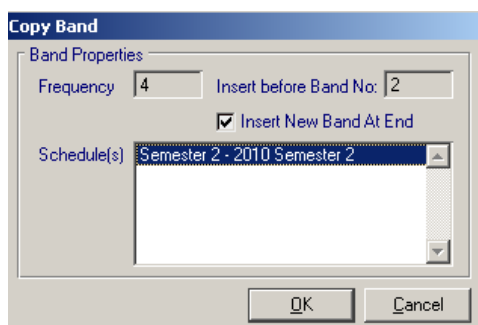 Copy Band
Band Properties
Frequency 4 Insert before Band No: 2
Insert New Band At End
Schedule(s) Semester 2 - 2010 Semester 2
OK Cancel